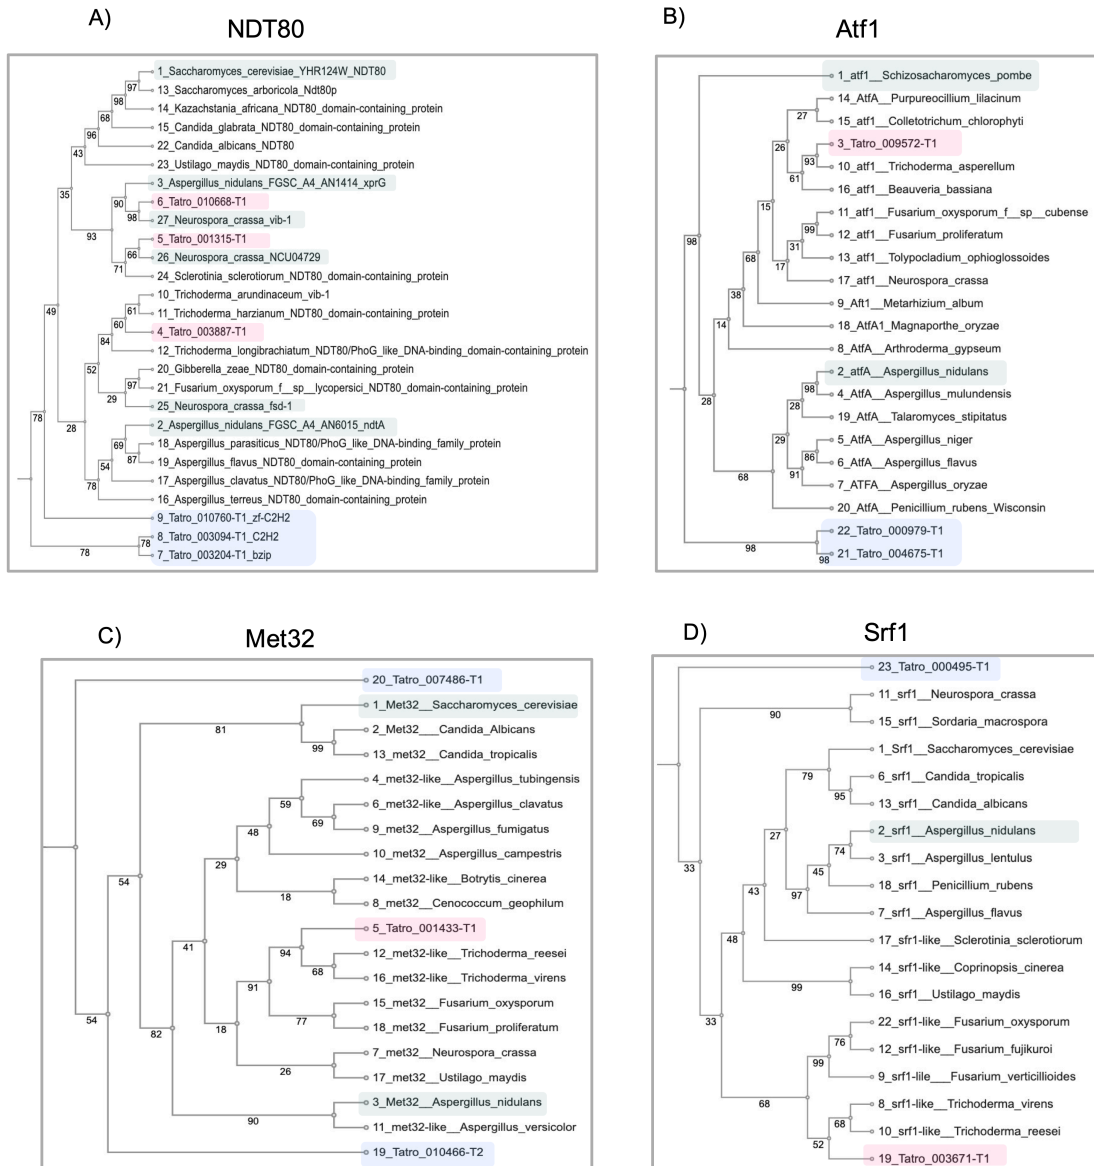 A)
NDT80
1_Saccharomyces_cerevisiae_YHR124W_NDT80
97
13_Saccharomyces_arboricola_Ndt80p
98
14_Kazachstania_africana_NDT80_domain-containing_protein
68
15_Candida_glabrata_NDT80_domain-containing_protein
96
22_Candida_albicans_NDT80
43
23_Ustilago_maydis_NDT80_domain-containing_protein
35
3_Aspergillus_nidulans_FGSC_A4_AN1414_xprG
90
6_Tatro_010668-T1
98
27_Neurospora_crassa_vib-1
93
5_Tatro_001315-T1
66
26_Neurospora_crassa_NCU04729
71
24_Sclerotinia_sclerotiorum_NDT80_domain-containing_protein
49
10_Trichoderma_arundinaceum_vib-1
61
11_Trichoderma_harzianum_NDT80_domain-containing_protein
60
4_Tatro_003887-T1
84
12_Trichoderma_longibrachiatum_NDT80/PhoG_like_DNA-binding_domain-containing_protein
52
20_Gibberella_zeae_NDT80_domain-containing_protein
97
21_Fusarium_oxysporum_f__sp__lycopersici_NDT80_domain-containing_protein
29
25_Neurospora_crassa_fsd-1
78
28
2_Aspergillus_nidulans_FGSC_A4_AN6015_ndtA
69
18_Aspergillus_parasiticus_NDT80/PhoG_like_DNA-binding_family_protein
87
19_Aspergillus_flavus_NDT80_domain-containing_protein
54
17_Aspergillus_clavatus_NDT80/PhoG_like_DNA-binding_family_protein
78
16_Aspergillus_terreus_NDT80_domain-containing_protein
9_Tatro_010760-T1_zf-C2H2
8_Tatro_003094-T1_C2H2
78
7_Tatro_003204-T1_bzip
78
B)
Atf1
1_atf1__Schizosacharomyces_pombe
14_AtfA__Purpureocillium_lilacinum
27
15_atf1__Colletotrichum_chlorophyti
26
3_Tatro_009572-T1
93
10_atf1__Trichoderma_asperellum
61
16_atf1__Beauveria_bassiana
15
11_atf1__Fusarium_oxysporum_f__sp__cubense
99
12_atf1__Fusarium_proliferatum
98
31
13_atf1__Tolypocladium_ophioglossoides
68
17
17_atf1__Neurospora_crassa
38
9_Aft1__Metarhizium_album
14
18_AtfA1_Magnaporthe_oryzae
8_AtfA__Arthroderma_gypseum
2_atfA__Aspergillus_nidulans
98
4_AtfA__Aspergillus_mulundensis
28
28
19_AtfA__Talaromyces_stipitatus
29
5_AtfA__Aspergillus_niger
86
6_AtfA__Aspergillus_flavus
68
91
7_ATFA__Aspergillus_oryzae
20_AtfA__Penicillium_rubens_Wisconsin
22_Tatro_000979-T1
98
21_Tatro_004675-T1
98
C)
Met32
20_Tatro_007486-T1
1_Met32__Saccharomyces_cerevisiae
81
2_Met32___Candida_Albicans
99
13_met32__Candida_tropicalis
4_met32-like__Aspergillus_tubingensis
59
6_met32-like__Aspergillus_clavatus
69
9_met32__Aspergillus_fumigatus
48
10_met32__Aspergillus_campestris
29
14_met32-like__Botrytis_cinerea
54
18
8_met32__Cenococcum_geophilum
5_Tatro_001433-T1
41
94
12_met32-like__Trichoderma_reesei
68
16_met32-like__Trichoderma_virens
91
15_met32__Fusarium_oxysporum
54
77
18_met32__Fusarium_proliferatum
82
18
7_met32__Neurospora_crassa
26
17_met32__Ustilago_maydis
3_Met32__Aspergillus_nidulans
90
11_met32-like__Aspergillus_versicolor
19_Tatro_010466-T2
D)
Srf1
23_Tatro_000495-T1
11_srf1__Neurospora_crassa
90
15_srf1__Sordaria_macrospora
1_Srf1__Saccharomyces_cerevisiae
79
6_srf1__Candida_tropicalis
95
13_srf1__Candida_albicans
27
2_srf1__Aspergillus_nidulans
74
3_srf1__Aspergillus_lentulus
33
45
18_srf1__Penicillium_rubens
43
97
7_srf1__Aspergillus_flavus
48
17_sfr1-like__Sclerotinia_sclerotiorum
14_srf1-like__Coprinopsis_cinerea
99
16_srf1__Ustilago_maydis
33
22_srf1-like__Fusarium_oxysporum
76
12_srf1-like__Fusarium_fujikuroi
99
9_srf1-lile___Fusarium_verticillioides
68
8_srf1-like__Trichoderma_virens
68
10_srf1-like__Trichoderma_reesei
52
19_Tatro_003671-T1